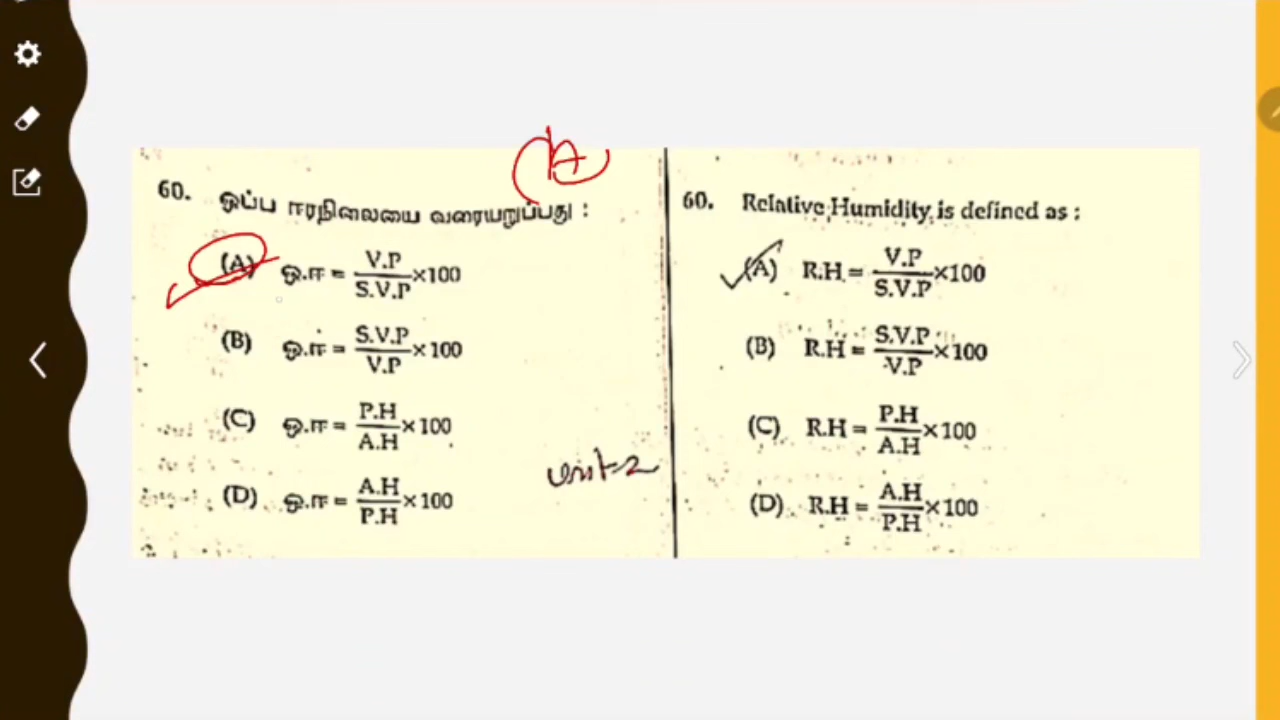 (A
60. ஒப்ப ஈரநிலையை வரையறுப்பது :
(A) ஒ.ஈ = V.P / S.V.P ×100
(B) ஒ.ஈ = S.V.P / V.P ×100
(C) ஒ.ஈ = P.H / A.H ×100
(D) ஒ.ஈ = A.H / P.H ×100
unit-2
60. Relative Humidity is defined as :
(A) R.H = V.P / S.V.P ×100
(B) R.H = S.V.P / V.P ×100
(C) R.H = P.H / A.H ×100
(D) R.H = A.H / P.H ×100